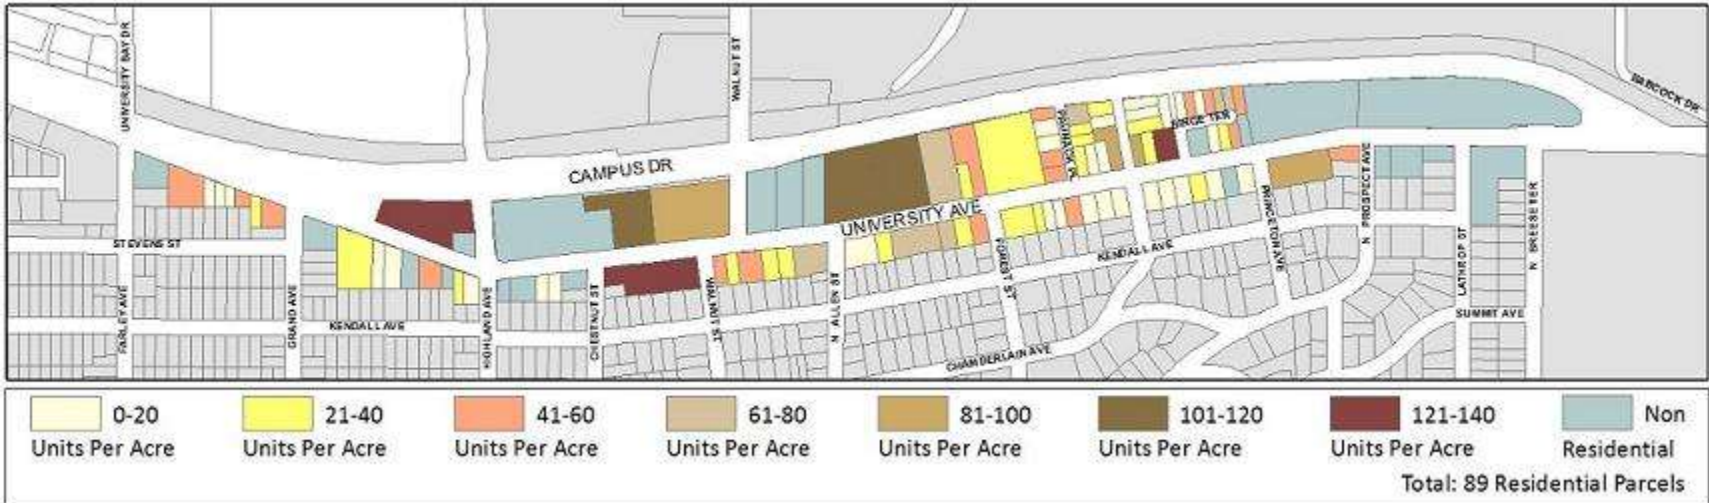 UNIVERSITY BAY DR
WALNUT ST
BABCOCK DR
CAMPUS DR
UNIVERSITY AVE
STEVENS ST
FARLEY AVE
GRAND AVE
KENDALL AVE
HIGHLAND AVE
CHESTNUT ST
WALNUT ST
N ALLEN ST
FOREST ST
KENDALL AVE
CHAMBERLAIN AVE
PRINCETON AVE
N PROSPECT AVE
LATHROP ST
SUMMIT AVE
N BREESE TER
0-20
Units Per Acre
21-40
Units Per Acre
41-60
Units Per Acre
61-80
Units Per Acre
81-100
Units Per Acre
101-120
Units Per Acre
121-140
Units Per Acre
Non
Residential
Total: 89 Residential Parcels